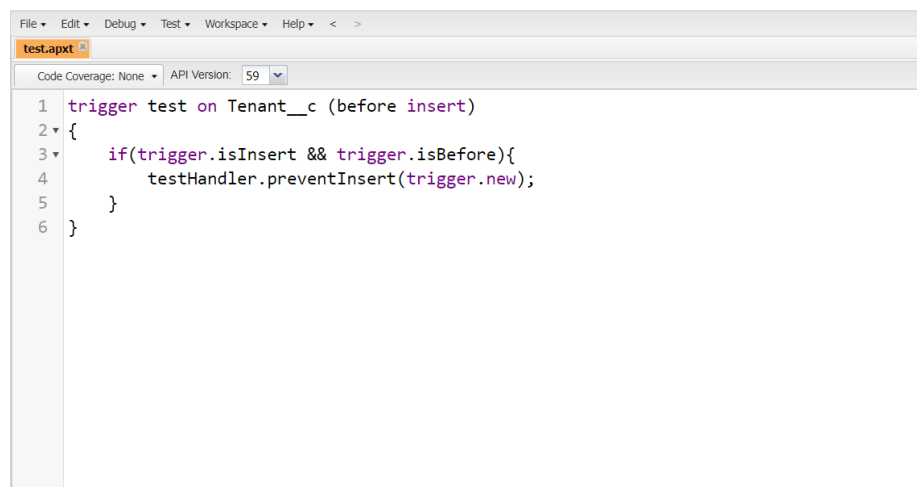 File Edit Debug Test Workspace Help < >
test.apxt
Code Coverage: None API Version: 59
1 trigger test on Tenant__c (before insert)
2 {
3 if(trigger.isInsert && trigger.isBefore){
4 testHandler.preventInsert(trigger.new);
5 }
6 }